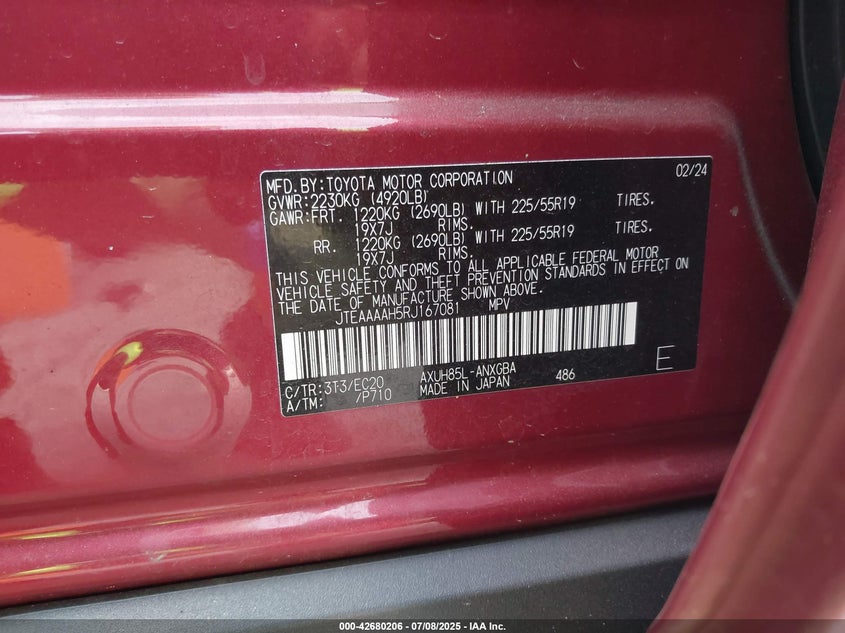 MFD.BY:TOYOTA MOTOR CORPORATION 02/24
GVWR:2230KG (4920LB)
GAWR:FRT. 1220KG (2690LB) WITH 225/55R19 TIRES.
19X7J RIMS.
RR. 1220KG (2690LB) WITH 225/55R19 TIRES.
19X7J RIMS.
THIS VEHICLE CONFORMS TO ALL APPLICABLE FEDERAL MOTOR
VEHICLE SAFETY AND THEFT PREVENTION STANDARDS IN EFFECT ON
THE DATE OF MANUFACTURE SHOWN ABOVE.
JTEAAAAH5RJ167081 MPV
C/TR:3T3/EC20 AXUH85L-ANXGBA 486 E
A/TM: /P710 MADE IN JAPAN
000-42680206 - 07/08/2025 - IAA Inc.